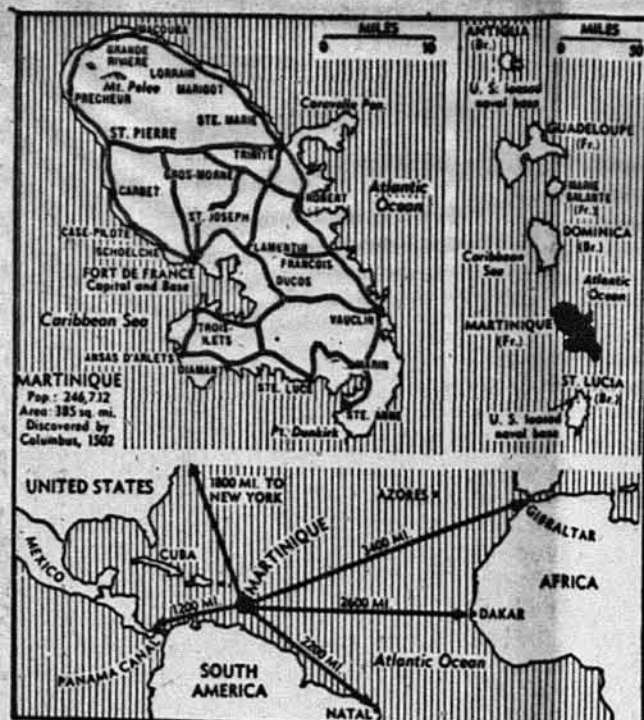 MACOUBA
GRANDE
RIVIERE
LORRAIN
Mt. Pelee
MARIGOT
PRECHEUR
STE. MARIE
Caravelle Pen.
ST. PIERRE
TRINITE
GROS-MORNE
CARBET
ROBERT
Atlantic
Ocean
ST. JOSEPH
CASE-PILOTE
SCHOELCHE
LAMENTIN
FRANCOIS
FORT DE FRANCE
Capital and Base
DUCOS
Caribbean Sea
TROIS-
ILETS
VAUCLIN
ANSAS D'ARLETS
DIAMANT
STE. LUCE
MARIN
STE. ANNE
Pt. Dunkirk
MARTINIQUE
Pop.: 246,712
Area: 385 sq. mi.
Discovered by
Columbus, 1502
MILES
0 10
ANTIGUA
(Br.)
MILES
0 50
U. S. leased
naval base
GUADELOUPE
(Fr.)
MARIE
GALANTE
(Fr.)
DOMINICA
(Br.)
Caribbean
Sea
Atlantic
Ocean
MARTINIQUE
(Fr.)
ST. LUCIA
(Br.)
U. S. leased
naval base
UNITED STATES
1800 MI. TO
NEW YORK
AZORES
GIBRALTAR
MEXICO
CUBA
MARTINIQUE
3400 MI.
AFRICA
1200 MI.
2600 MI.
DAKAR
PANAMA CANAL
2200 MI.
SOUTH
AMERICA
Atlantic Ocean
NATAL